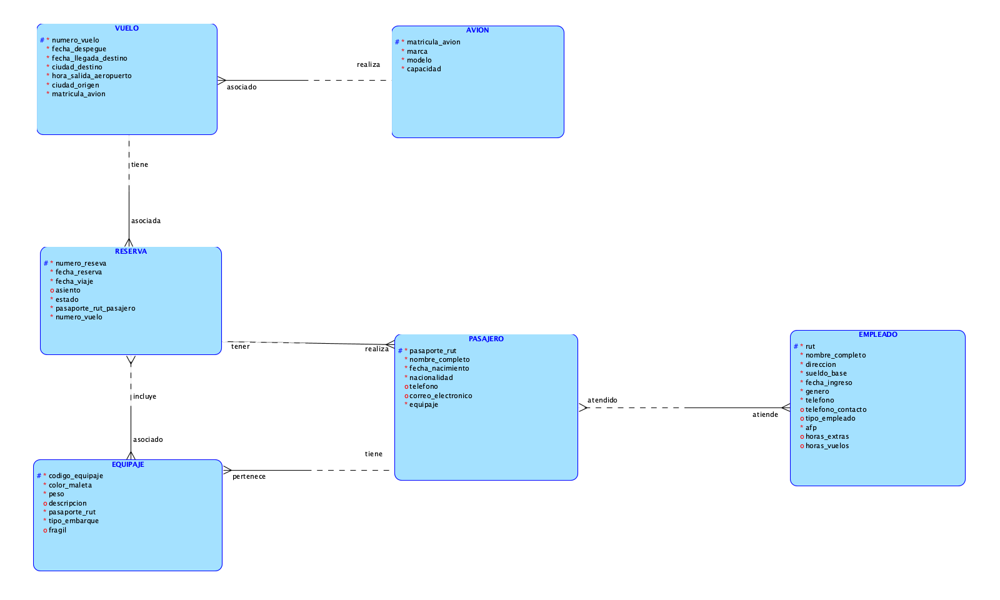 VUELO
# * numero_vuelo
* fecha_despegue
* fecha_llegada_destino
* ciudad_destino
* hora_salida_aeropuerto
* ciudad_origen
* matricula_avion
AVION
# * matricula_avion
* marca
* modelo
* capacidad
realiza
asociado
tiene
asociada
RESERVA
# * numero_reseva
* fecha_reserva
* fecha_viaje
o asiento
* estado
* pasaporte_rut_pasajero
* numero_vuelo
tener
realiza
PASAJERO
# * pasaporte_rut
* nombre_completo
* fecha_nacimiento
* nacionalidad
o telefono
o correo_electronico
* equipaje
EMPLEADO
# * rut
* nombre_completo
* direccion
* sueldo_base
* fecha_ingreso
* genero
* telefono
o telefono_contacto
o tipo_empleado
* afp
o horas_extras
o horas_vuelos
atendido
atiende
incluye
asociado
tiene
pertenece
EQUIPAJE
# * codigo_equipaje
* color_maleta
* peso
o descripcion
* pasaporte_rut
* tipo_embarque
o fragil